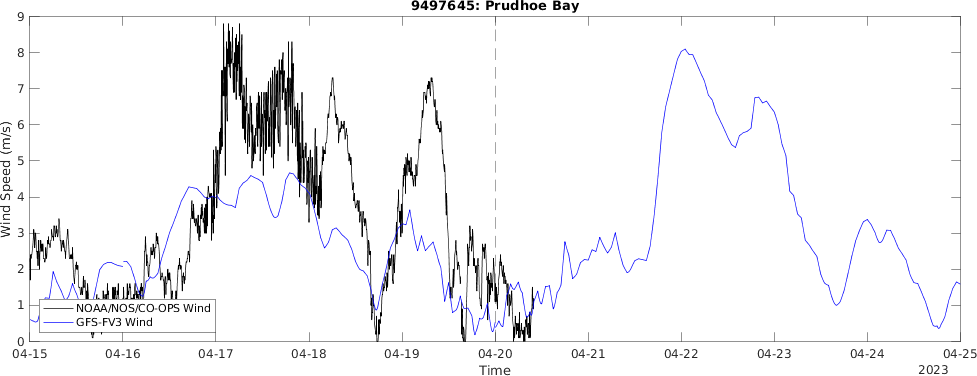 9497645: Prudhoe Bay
Wind Speed (m/s)
9
8
7
6
5
4
3
2
1
0
NOAA/NOS/CO-OPS Wind
GFS-FV3 Wind
04-15 04-16 04-17 04-18 04-19 04-20 04-21 04-22 04-23 04-24 04-25
Time
2023